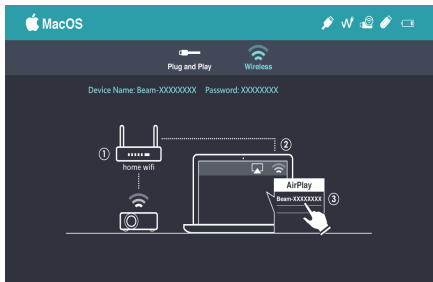 MacOS
Plug and Play Wireless
Device Name: Beam-XXXXXXXX Password: XXXXXXXX
①
home wifi
②
AirPlay
Beam-XXXXXXXX
③